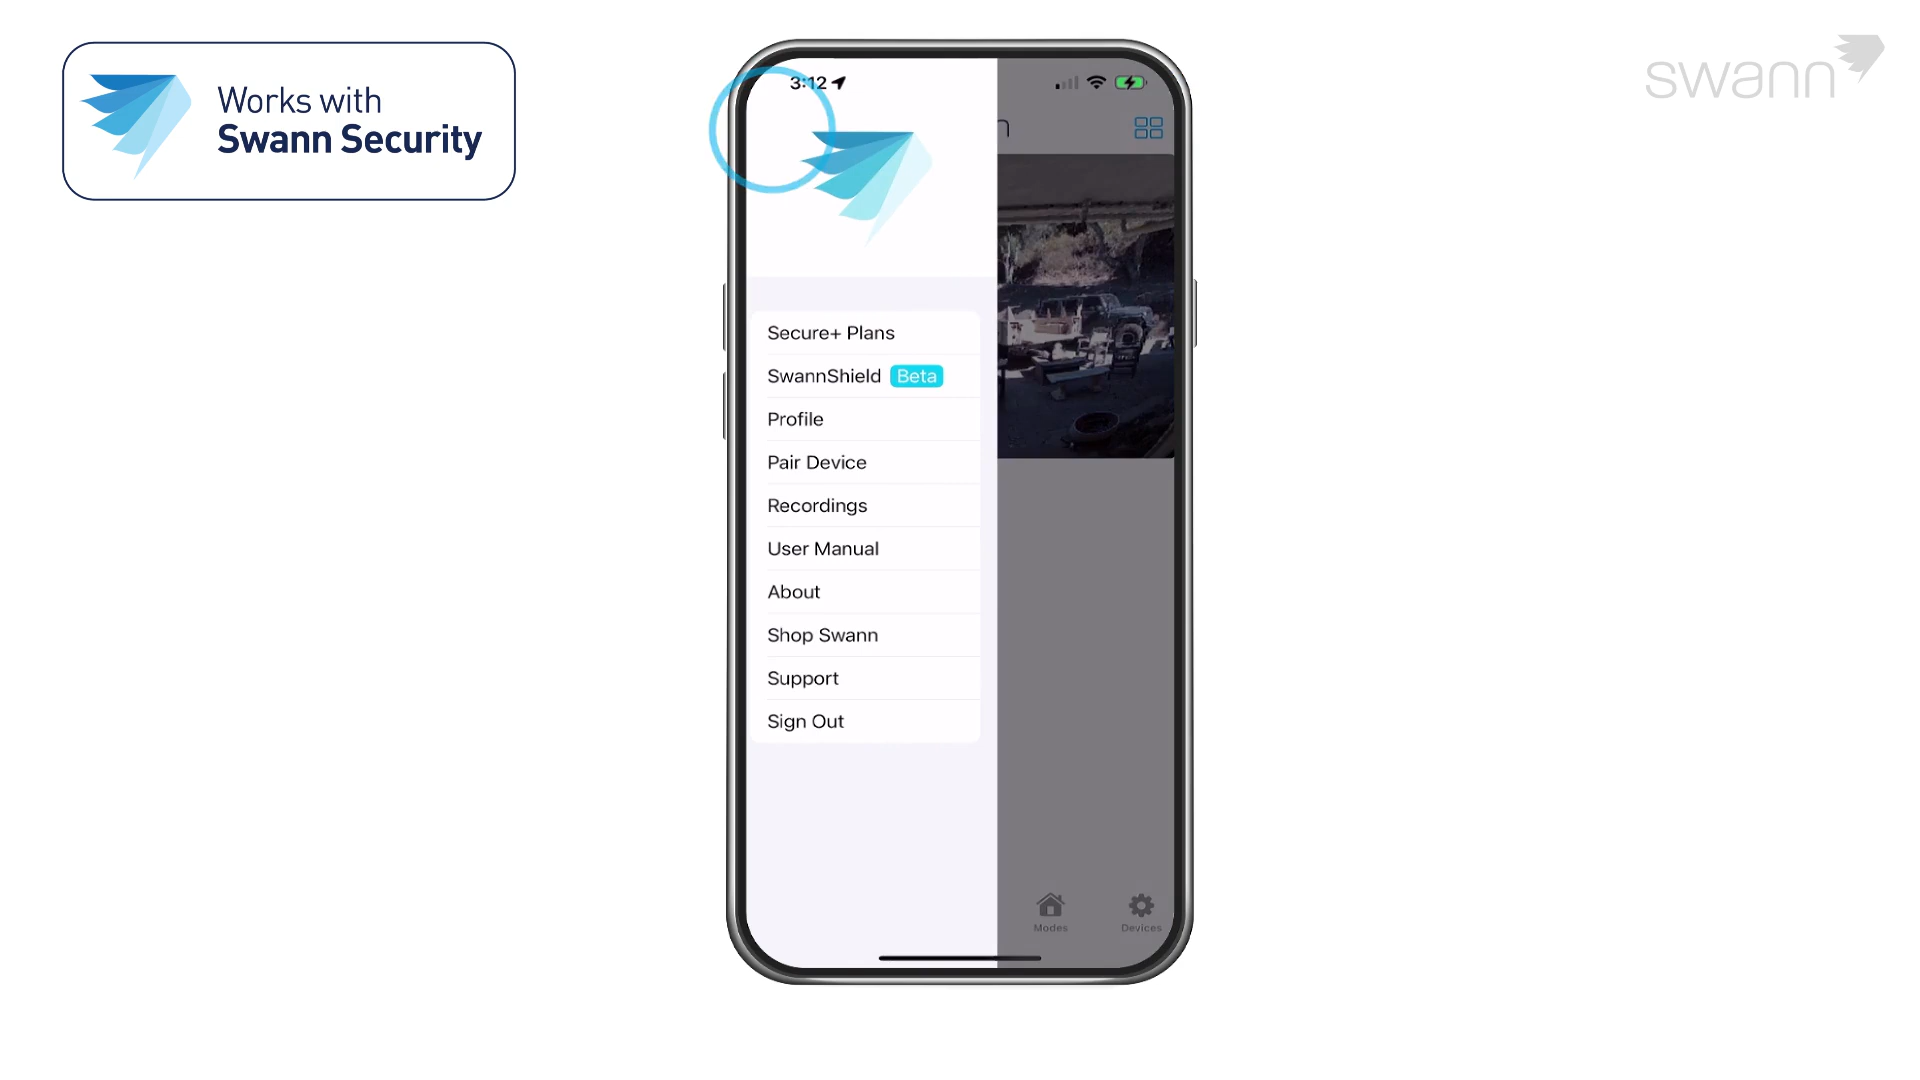 Works with
Swann Security
swann
3:12
Secure+ Plans
SwannShield Beta
Profile
Pair Device
Recordings
User Manual
About
Shop Swann
Support
Sign Out
Modes
Devices